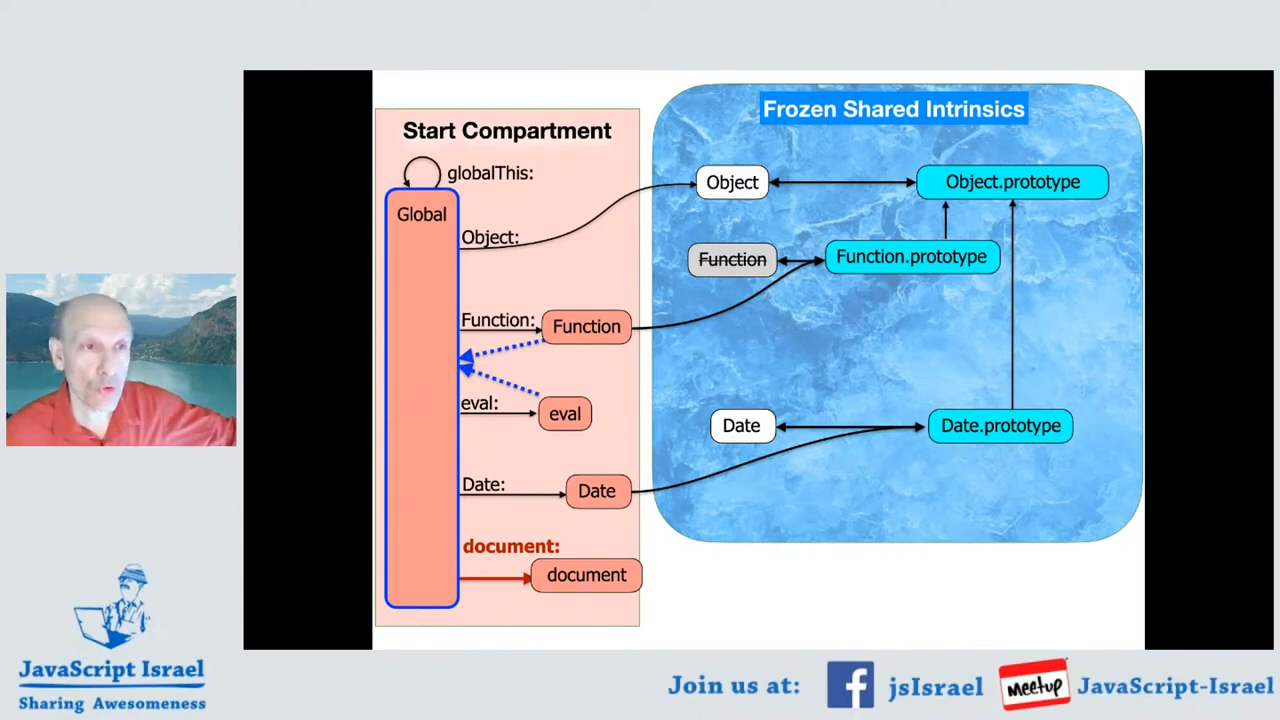 Frozen Shared Intrinsics
Start Compartment
globalThis:
Global
Object:
Object
Object.prototype
Function
Function.prototype
Function:
Function
eval:
eval
Date
Date.prototype
Date:
Date
document:
document
JavaScript Israel
Sharing Awesomeness
Join us at:
jsIsrael
Meetup
JavaScript-Israel